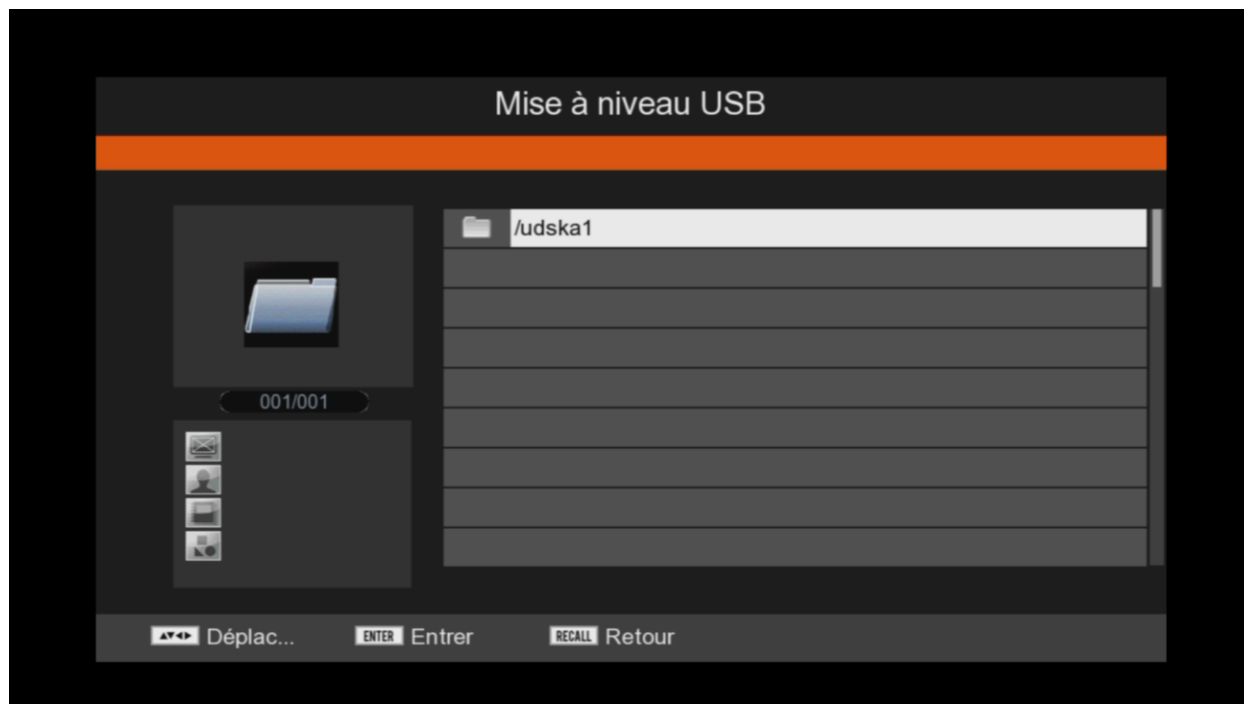 Mise à niveau USB
/udska1
001/001
Déplac...
ENTER Entrer
RECALL Retour